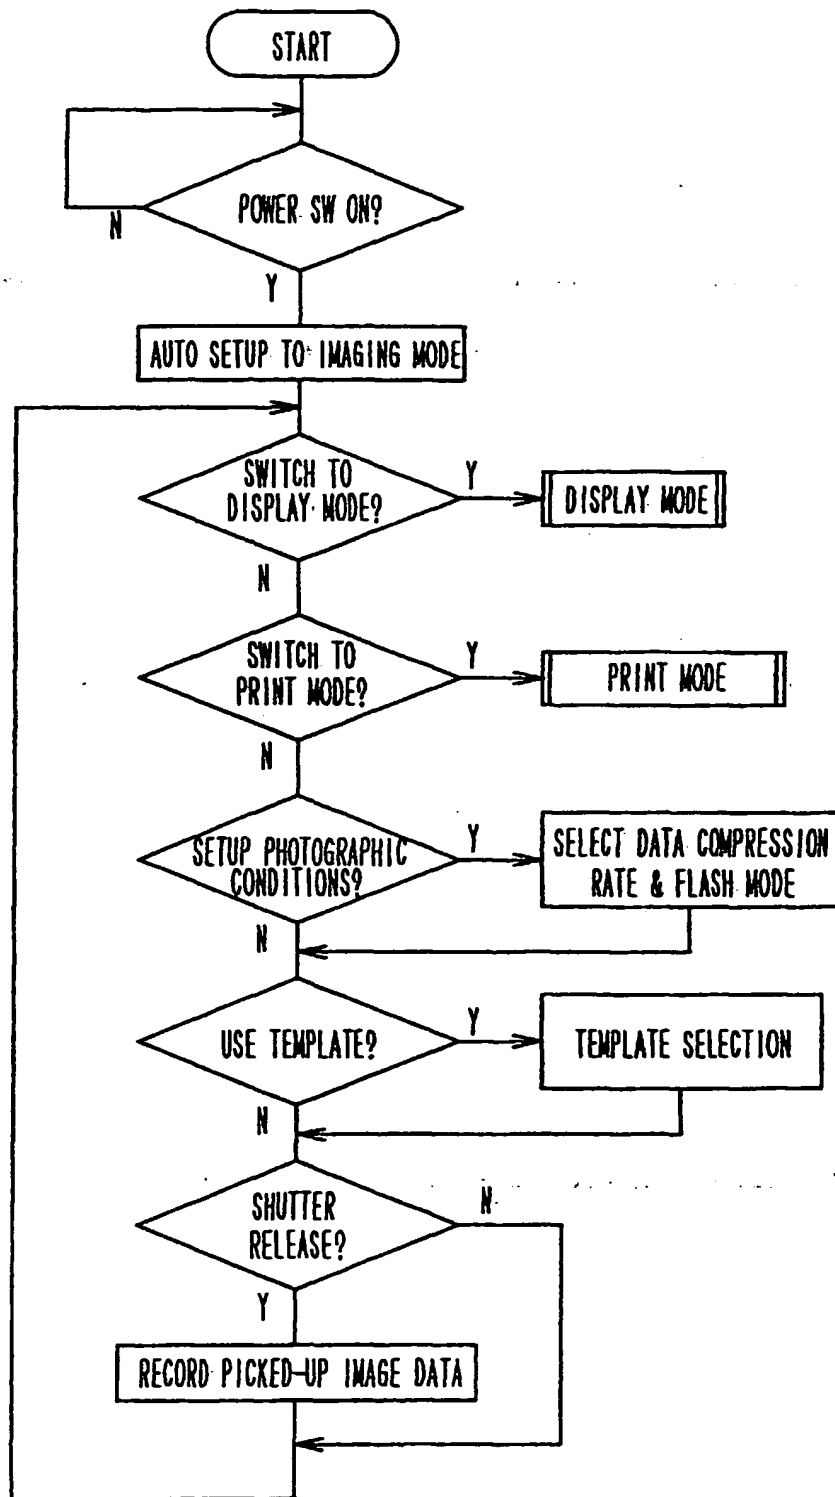 START
POWER SW ON?
N
Y
AUTO SETUP TO IMAGING MODE
SWITCH TO
DISPLAY MODE?
Y
DISPLAY MODE
N
SWITCH TO
PRINT MODE?
Y
PRINT MODE
N
SETUP PHOTOGRAPHIC
CONDITIONS?
Y
SELECT DATA COMPRESSION
RATE & FLASH MODE
N
USE TEMPLATE?
Y
TEMPLATE SELECTION
N
SHUTTER
RELEASE?
N
Y
RECORD PICKED-UP IMAGE DATA